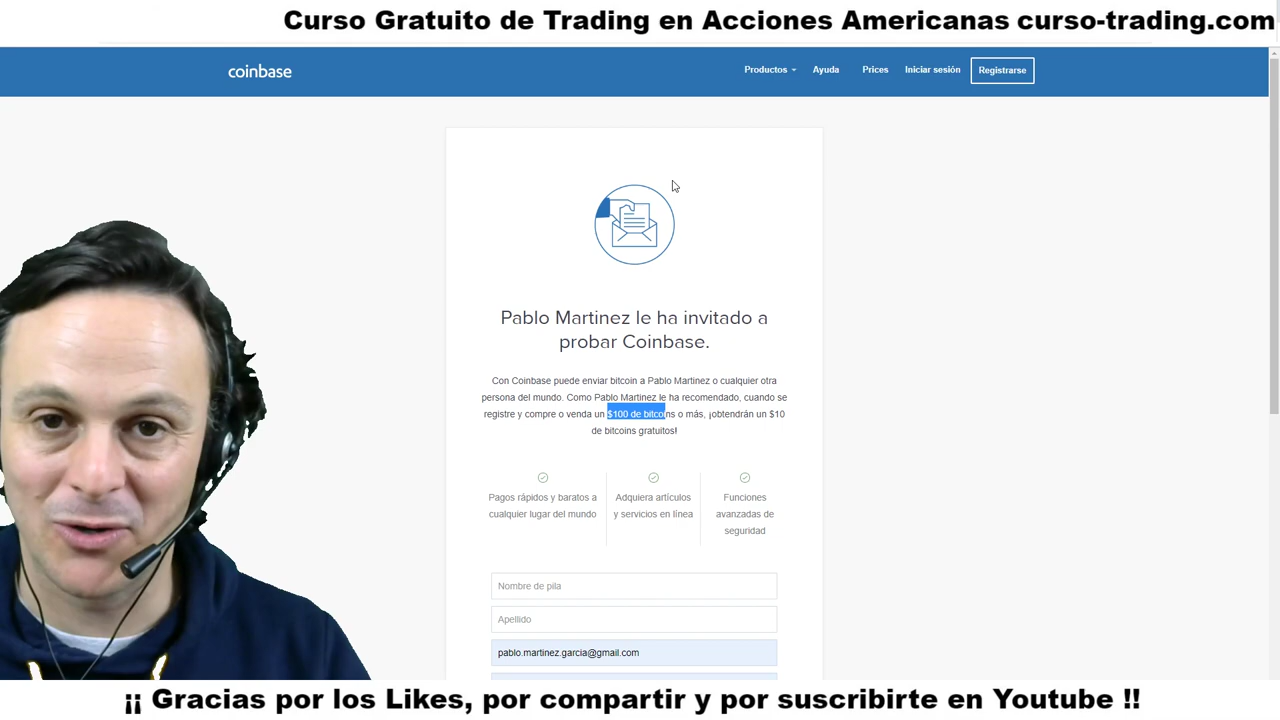 Curso Gratuito de Trading en Acciones Americanas curso-trading.com
coinbase
Productos
Ayuda
Prices
Iniciar sesión
Registrarse
Pablo Martinez le ha invitado a
probar Coinbase.
Con Coinbase puede enviar bitcoin a Pablo Martinez o cualquier otra
persona del mundo. Como Pablo Martinez le ha recomendado, cuando se
registre y compre o venda un $100 de bitcoins o más, ¡obtendrán un $10
de bitcoins gratuitos!
Pagos rápidos y baratos a
cualquier lugar del mundo
Adquiera artículos
y servicios en línea
Funciones
avanzadas de
seguridad
Nombre de pila
Apellido
pablo.martinez.garcia@gmail.com
¡¡ Gracias por los Likes, por compartir y por suscribirte en Youtube !!